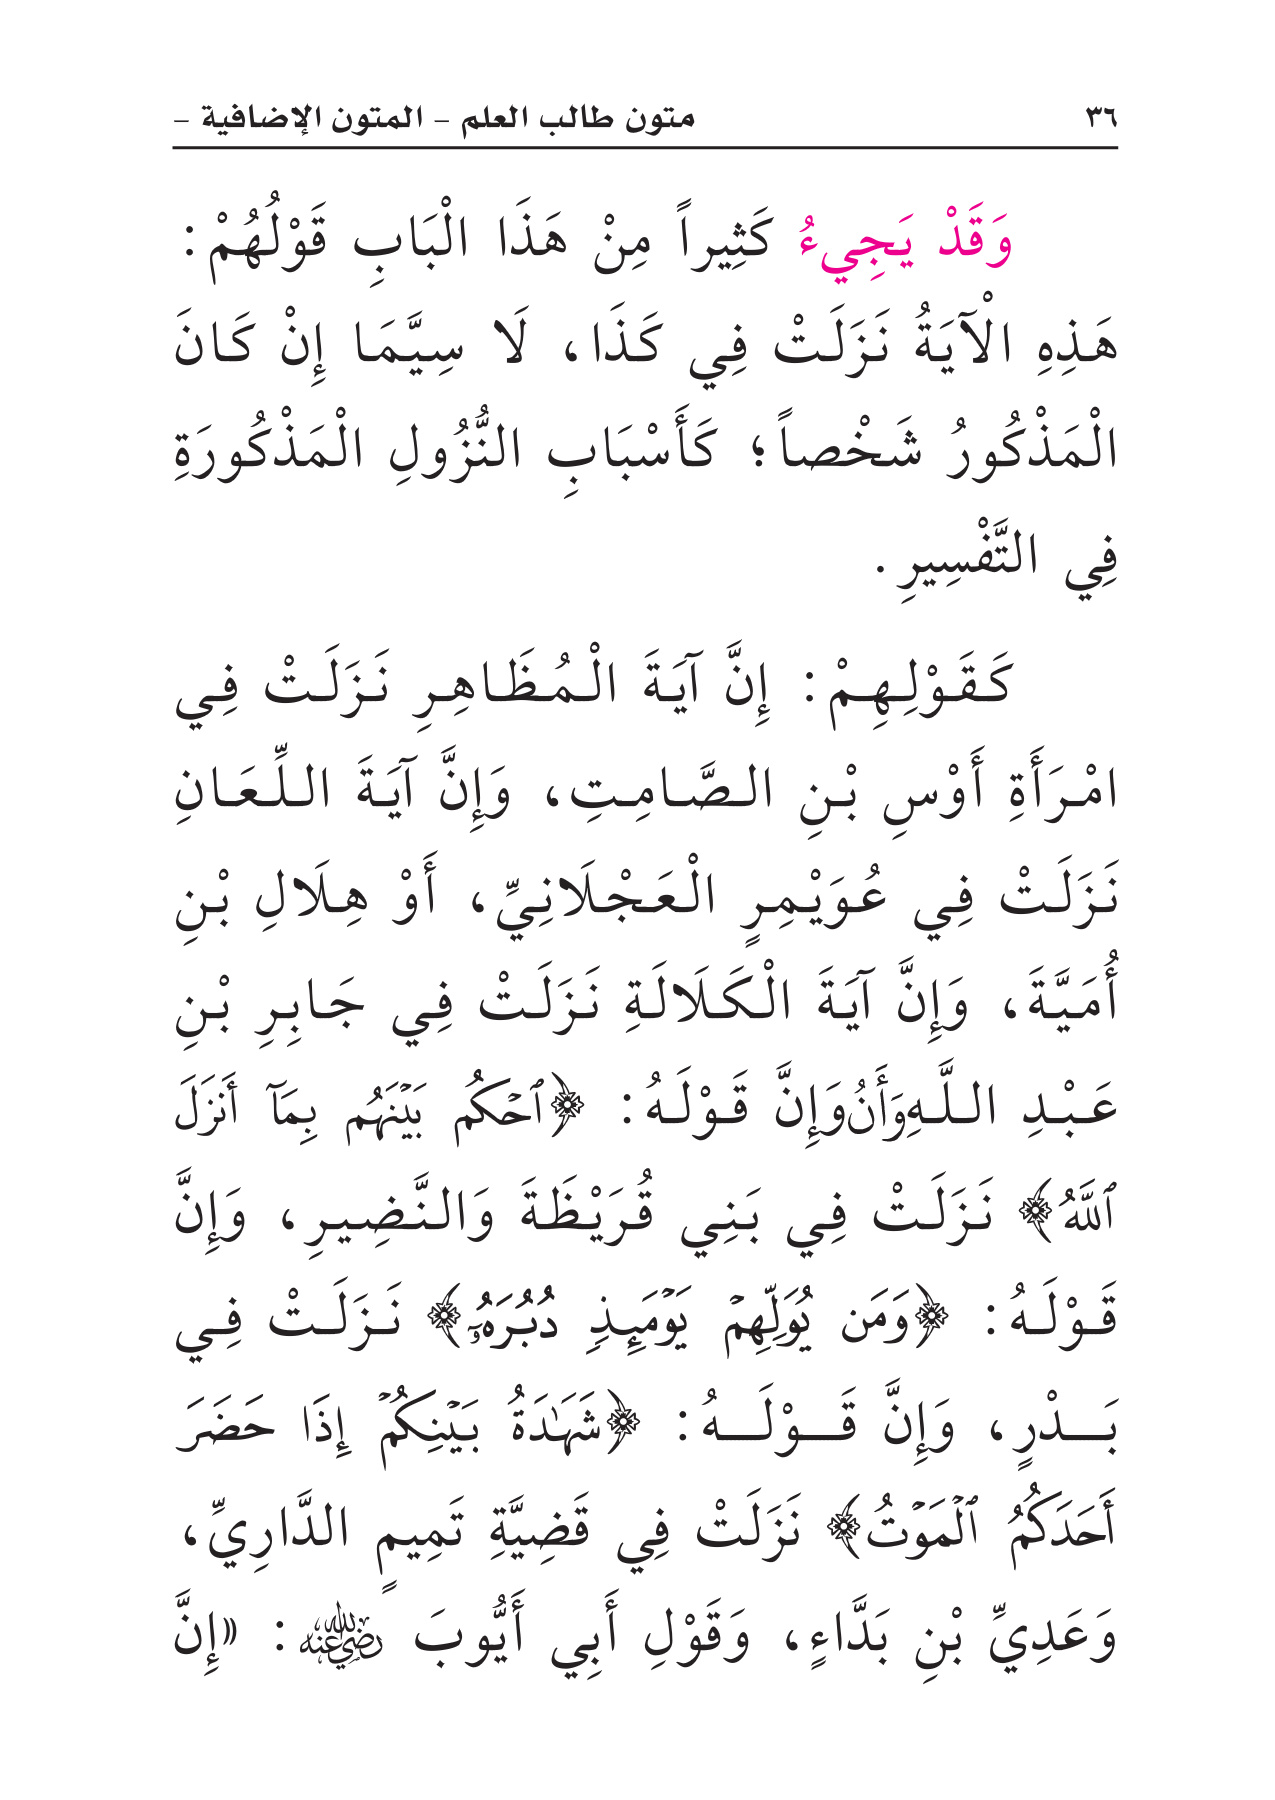 ٣٦ متون طالب العلم – المتون الإضافية –
وَقَدْ يَجِيءُ كَثِيراً مِنْ هَذَا الْبَابِ قَوْلُهُمْ:
هَذِهِ الْآيَةُ نَزَلَتْ فِي كَذَا، لَا سِيَّمَا إِنْ كَانَ
الْمَذْكُورُ شَخْصاً؛ كَأَسْبَابِ النُّزُولِ الْمَذْكُورَةِ
فِي التَّفْسِيرِ.
كَقَوْلِهِمْ: إِنَّ آيَةَ الْمُظَاهِرِ نَزَلَتْ فِي
امْرَأَةِ أَوْسِ بْنِ الصَّامِتِ، وَإِنَّ آيَةَ اللِّعَانِ
نَزَلَتْ فِي عُوَيْمِرٍ الْعَجْلَانِيِّ، أَوْ هِلَالِ بْنِ
أُمَيَّةَ، وَإِنَّ آيَةَ الْكَلَالَةِ نَزَلَتْ فِي جَابِرِ بْنِ
عَبْدِ اللَّهِوَأَنُ وَإِنَّ قَوْلَهُ: ﴿ٱحۡكُم بَيۡنَهُم بِمَآ أَنزَلَ
ٱللَّهُ﴾ نَزَلَتْ فِي بَنِي قُرَيْظَةَ وَالنَّضِيرِ، وَإِنَّ
قَوْلَهُ: ﴿وَمَن يُوَلِّهِمۡ يَوۡمَئِذٖ دُبُرَهُۥٓ﴾ نَزَلَتْ فِي
بَدْرٍ، وَإِنَّ قَوْلَهُ: ﴿شَهَٰدَةُ بَيۡنِكُمۡ إِذَا حَضَرَ
أَحَدَكُمُ ٱلۡمَوۡتُ﴾ نَزَلَتْ فِي قَضِيَّةِ تَمِيمٍ الدَّارِيِّ،
وَعَدِيِّ بْنِ بَدَّاءٍ، وَقَوْلِ أَبِي أَيُّوبَ رضي الله عنه: «إِنَّ